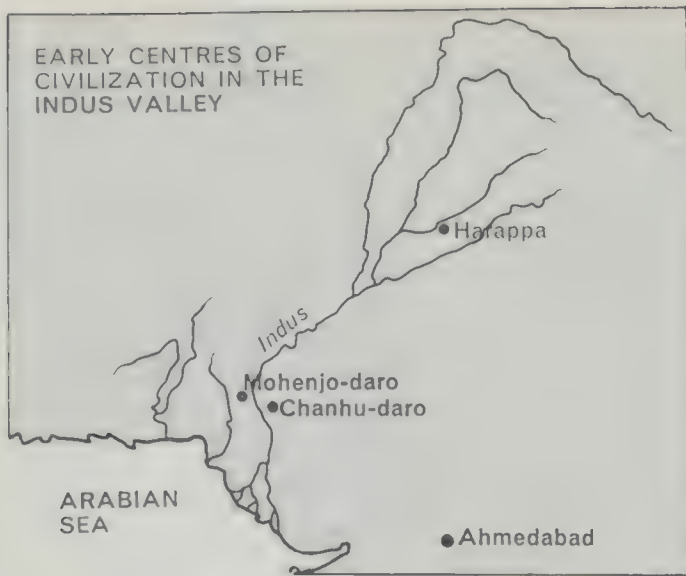 EARLY CENTRES OF
CIVILIZATION IN THE
INDUS VALLEY
Harappa
Indus
Mohenjo-daro
Chanhu-daro
ARABIAN
SEA
Ahmedabad